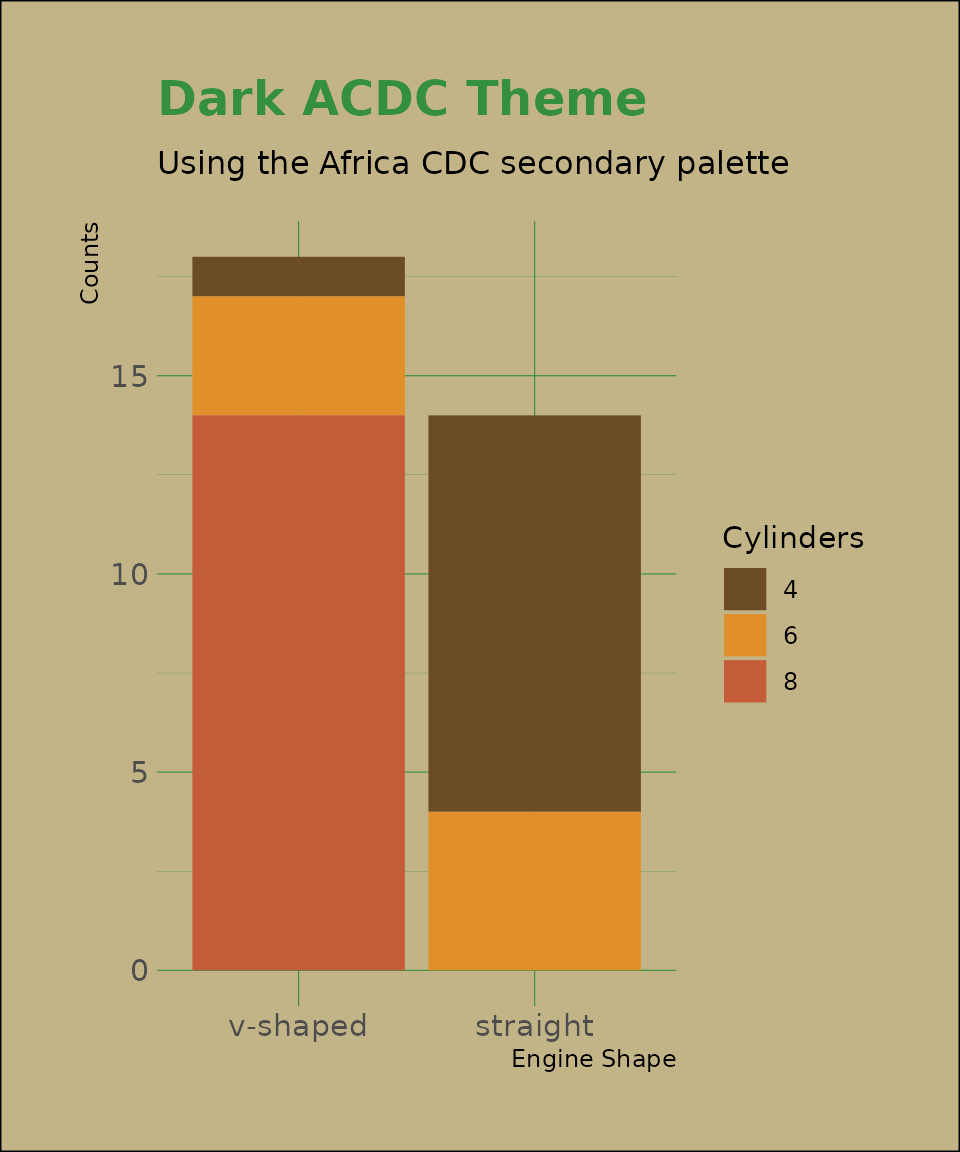 Dark ACDC Theme
Using the Africa CDC secondary palette
Counts
15
10
5
0
v-shaped
straight
Engine Shape
Cylinders
4
6
8